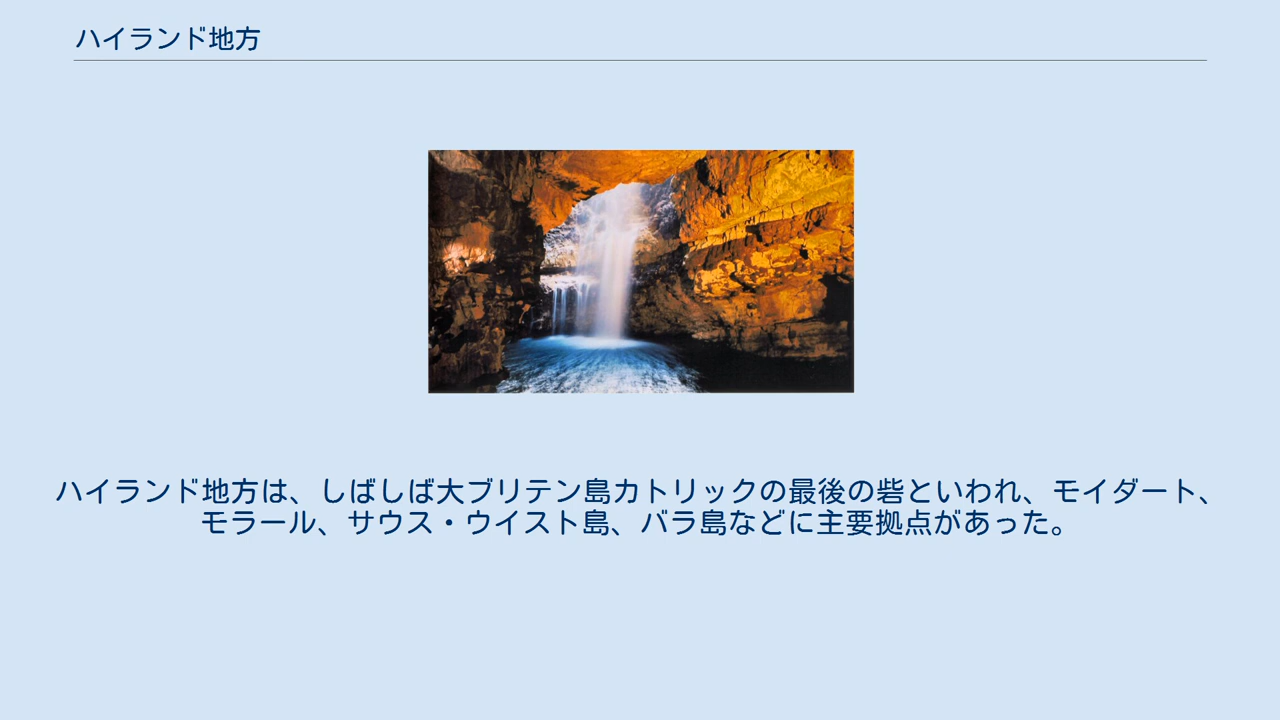 ハイランド地方
ハイランド地方は、しばしば大ブリテン島カトリックの最後の砦といわれ、モイダート、
モラール、サウス・ウイスト島、バラ島などに主要拠点があった。